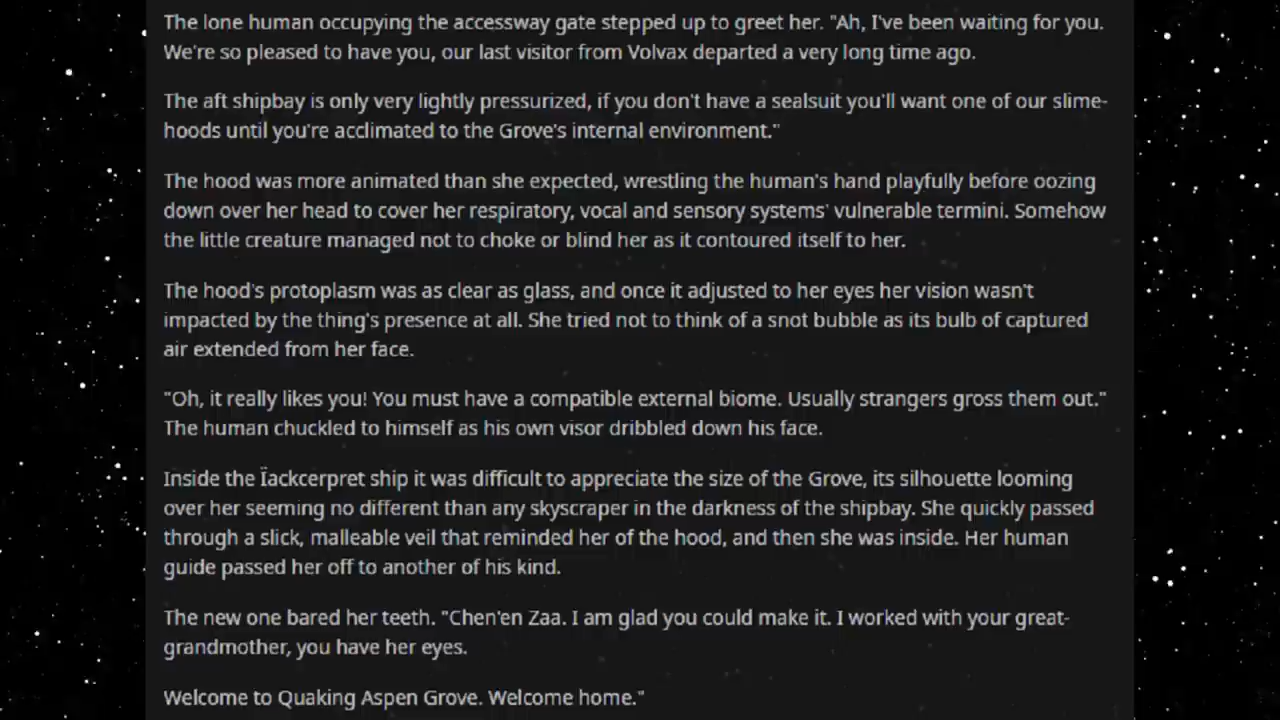 The lone human occupying the accessway gate stepped up to greet her. "Ah, I've been waiting for you.
We're so pleased to have you, our last visitor from Volvax departed a very long time ago.
The aft shipbay is only very lightly pressurized, if you don't have a sealsuit you'll want one of our slime-
hoods until you're acclimated to the Grove's internal environment."
The hood was more animated than she expected, wrestling the human's hand playfully before oozing
down over her head to cover her respiratory, vocal and sensory systems' vulnerable termini. Somehow
the little creature managed not to choke or blind her as it contoured itself to her.
The hood's protoplasm was as clear as glass, and once it adjusted to her eyes her vision wasn't
impacted by the thing's presence at all. She tried not to think of a snot bubble as its bulb of captured
air extended from her face.
"Oh, it really likes you! You must have a compatible external biome. Usually strangers gross them out."
The human chuckled to himself as his own visor dribbled down his face.
Inside the Ïackcerpret ship it was difficult to appreciate the size of the Grove, its silhouette looming
over her seeming no different than any skyscraper in the darkness of the shipbay. She quickly passed
through a slick, malleable veil that reminded her of the hood, and then she was inside. Her human
guide passed her off to another of his kind.
The new one bared her teeth. "Chen'en Zaa. I am glad you could make it. I worked with your great-
grandmother, you have her eyes.
Welcome to Quaking Aspen Grove. Welcome home."